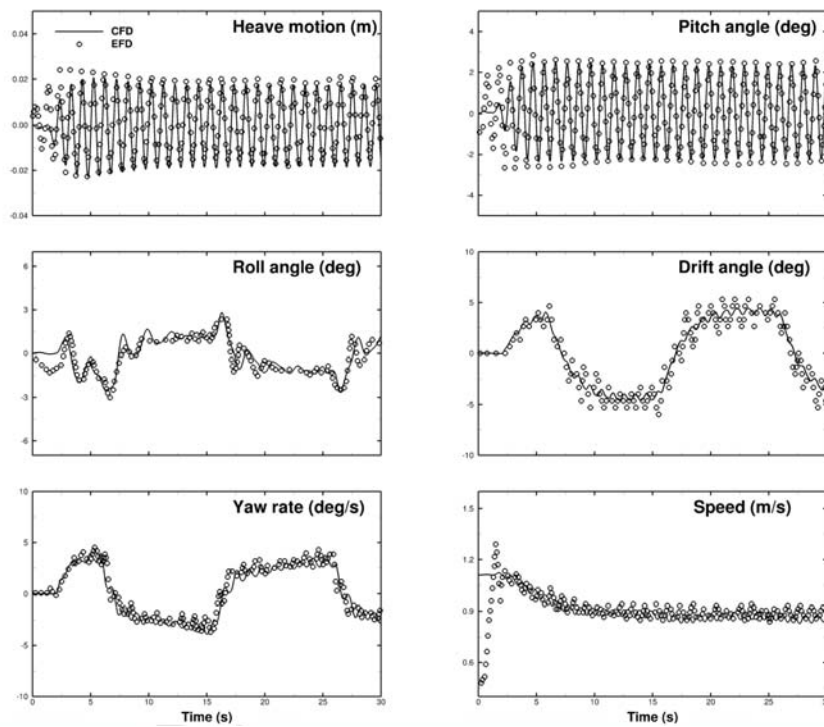 Heave motion (m)
CFD
EFD
0.04
0.02
0.00
-0.02
-0.04
Pitch angle (deg)
4
2
0
-2
-4
Roll angle (deg)
6
3
0
-3
-6
Drift angle (deg)
10
5
0
-5
-10
Yaw rate (deg/s)
10
5
0
-5
-10
0 5 10 15 20 25 30
Time (s)
Speed (m/s)
1.5
1.2
0.9
0.6
0 5 10 15 20 25 30
Time (s)